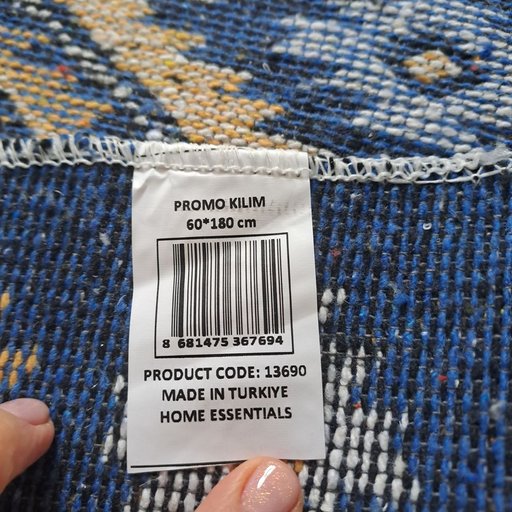 PROMO KILIM
60*180 cm
8 681475 367694
PRODUCT CODE: 13690
MADE IN TURKIYE
HOME ESSENTIALS